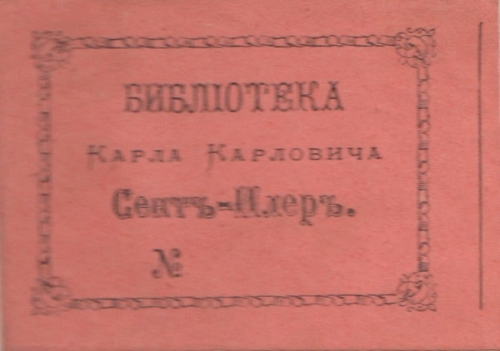 БИБЛІОТЕКА
КАРЛА КАРЛОВИЧА
Сентъ-Илеръ.
№